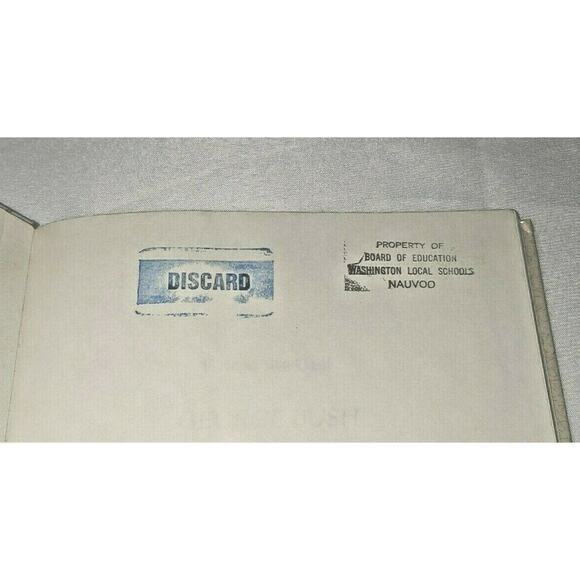 DISCARD
PROPERTY OF
BOARD OF EDUCATION
WASHINGTON LOCAL SCHOOLS
NAUVOO